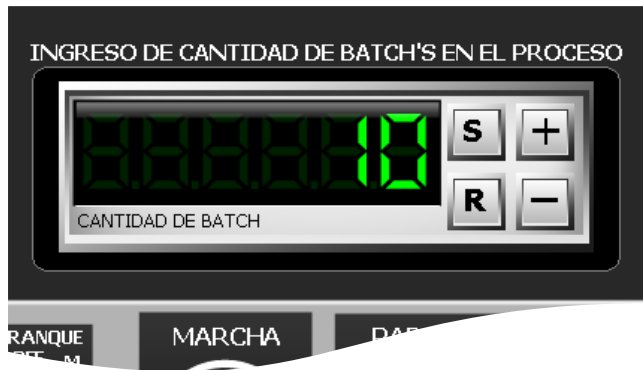 INGRESO DE CANTIDAD DE BATCH'S EN EL PROCESO
10
S +
R −
CANTIDAD DE BATCH
MARCHA